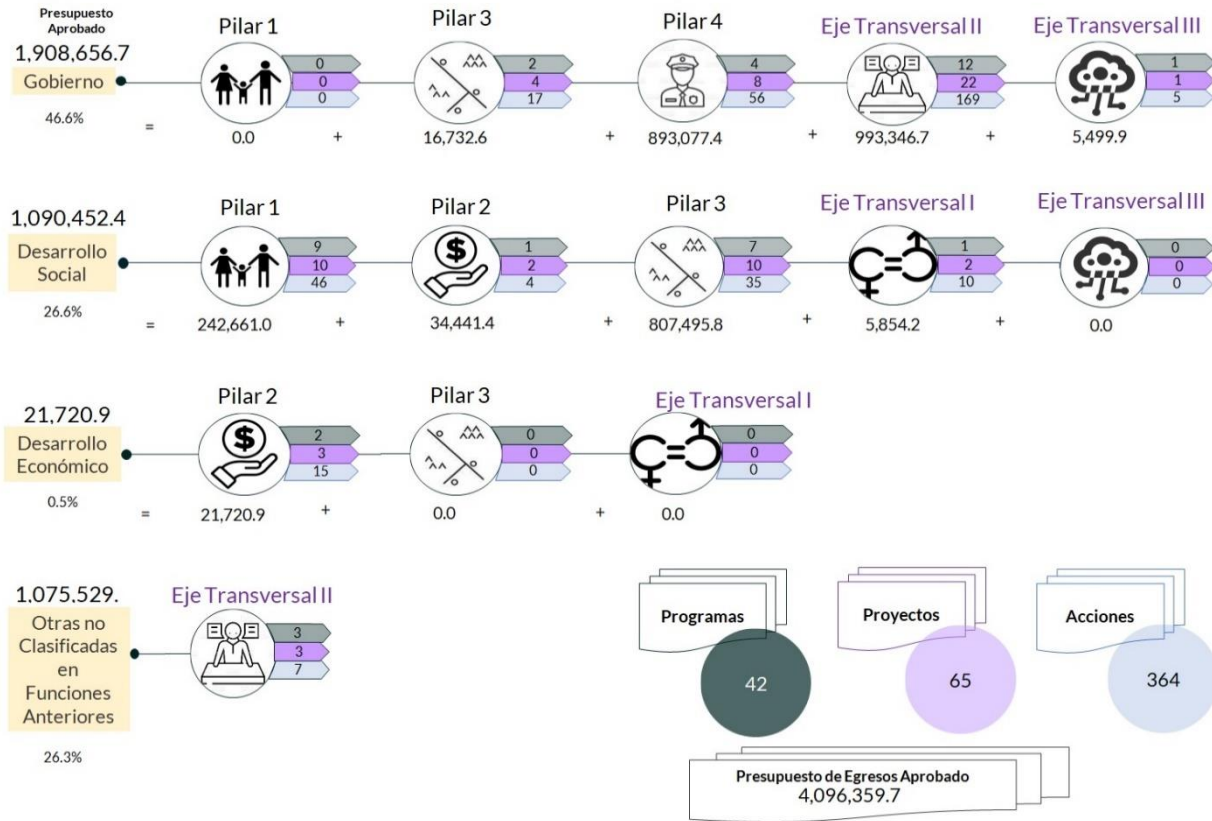 Presupuesto
Aprobado
1,908,656.7
Gobierno
46.6%
=
Pilar 1
0
0
0
0.0
+
Pilar 3
2
4
17
16,732.6
+
Pilar 4
4
8
56
893,077.4
+
Eje Transversal II
12
22
169
993,346.7
+
Eje Transversal III
1
1
5
5,499.9
1,090,452.4
Desarrollo
Social
26.6%
=
Pilar 1
9
10
46
242,661.0
+
Pilar 2
$
1
2
4
34,441.4
+
Pilar 3
7
10
35
807,495.8
+
Eje Transversal I
1
2
10
5,854.2
+
Eje Transversal III
0
0
0
0.0
21,720.9
Desarrollo
Económico
0.5%
=
Pilar 2
$
2
3
15
21,720.9
+
Pilar 3
0
0
0
0.0
+
Eje Transversal I
0
0
0
0.0
1,075,529.
Otras no
Clasificadas
en
Funciones
Anteriores
26.3%
Eje Transversal II
3
3
7
Programas
42
Proyectos
65
Acciones
364
Presupuesto de Egresos Aprobado
4,096,359.7